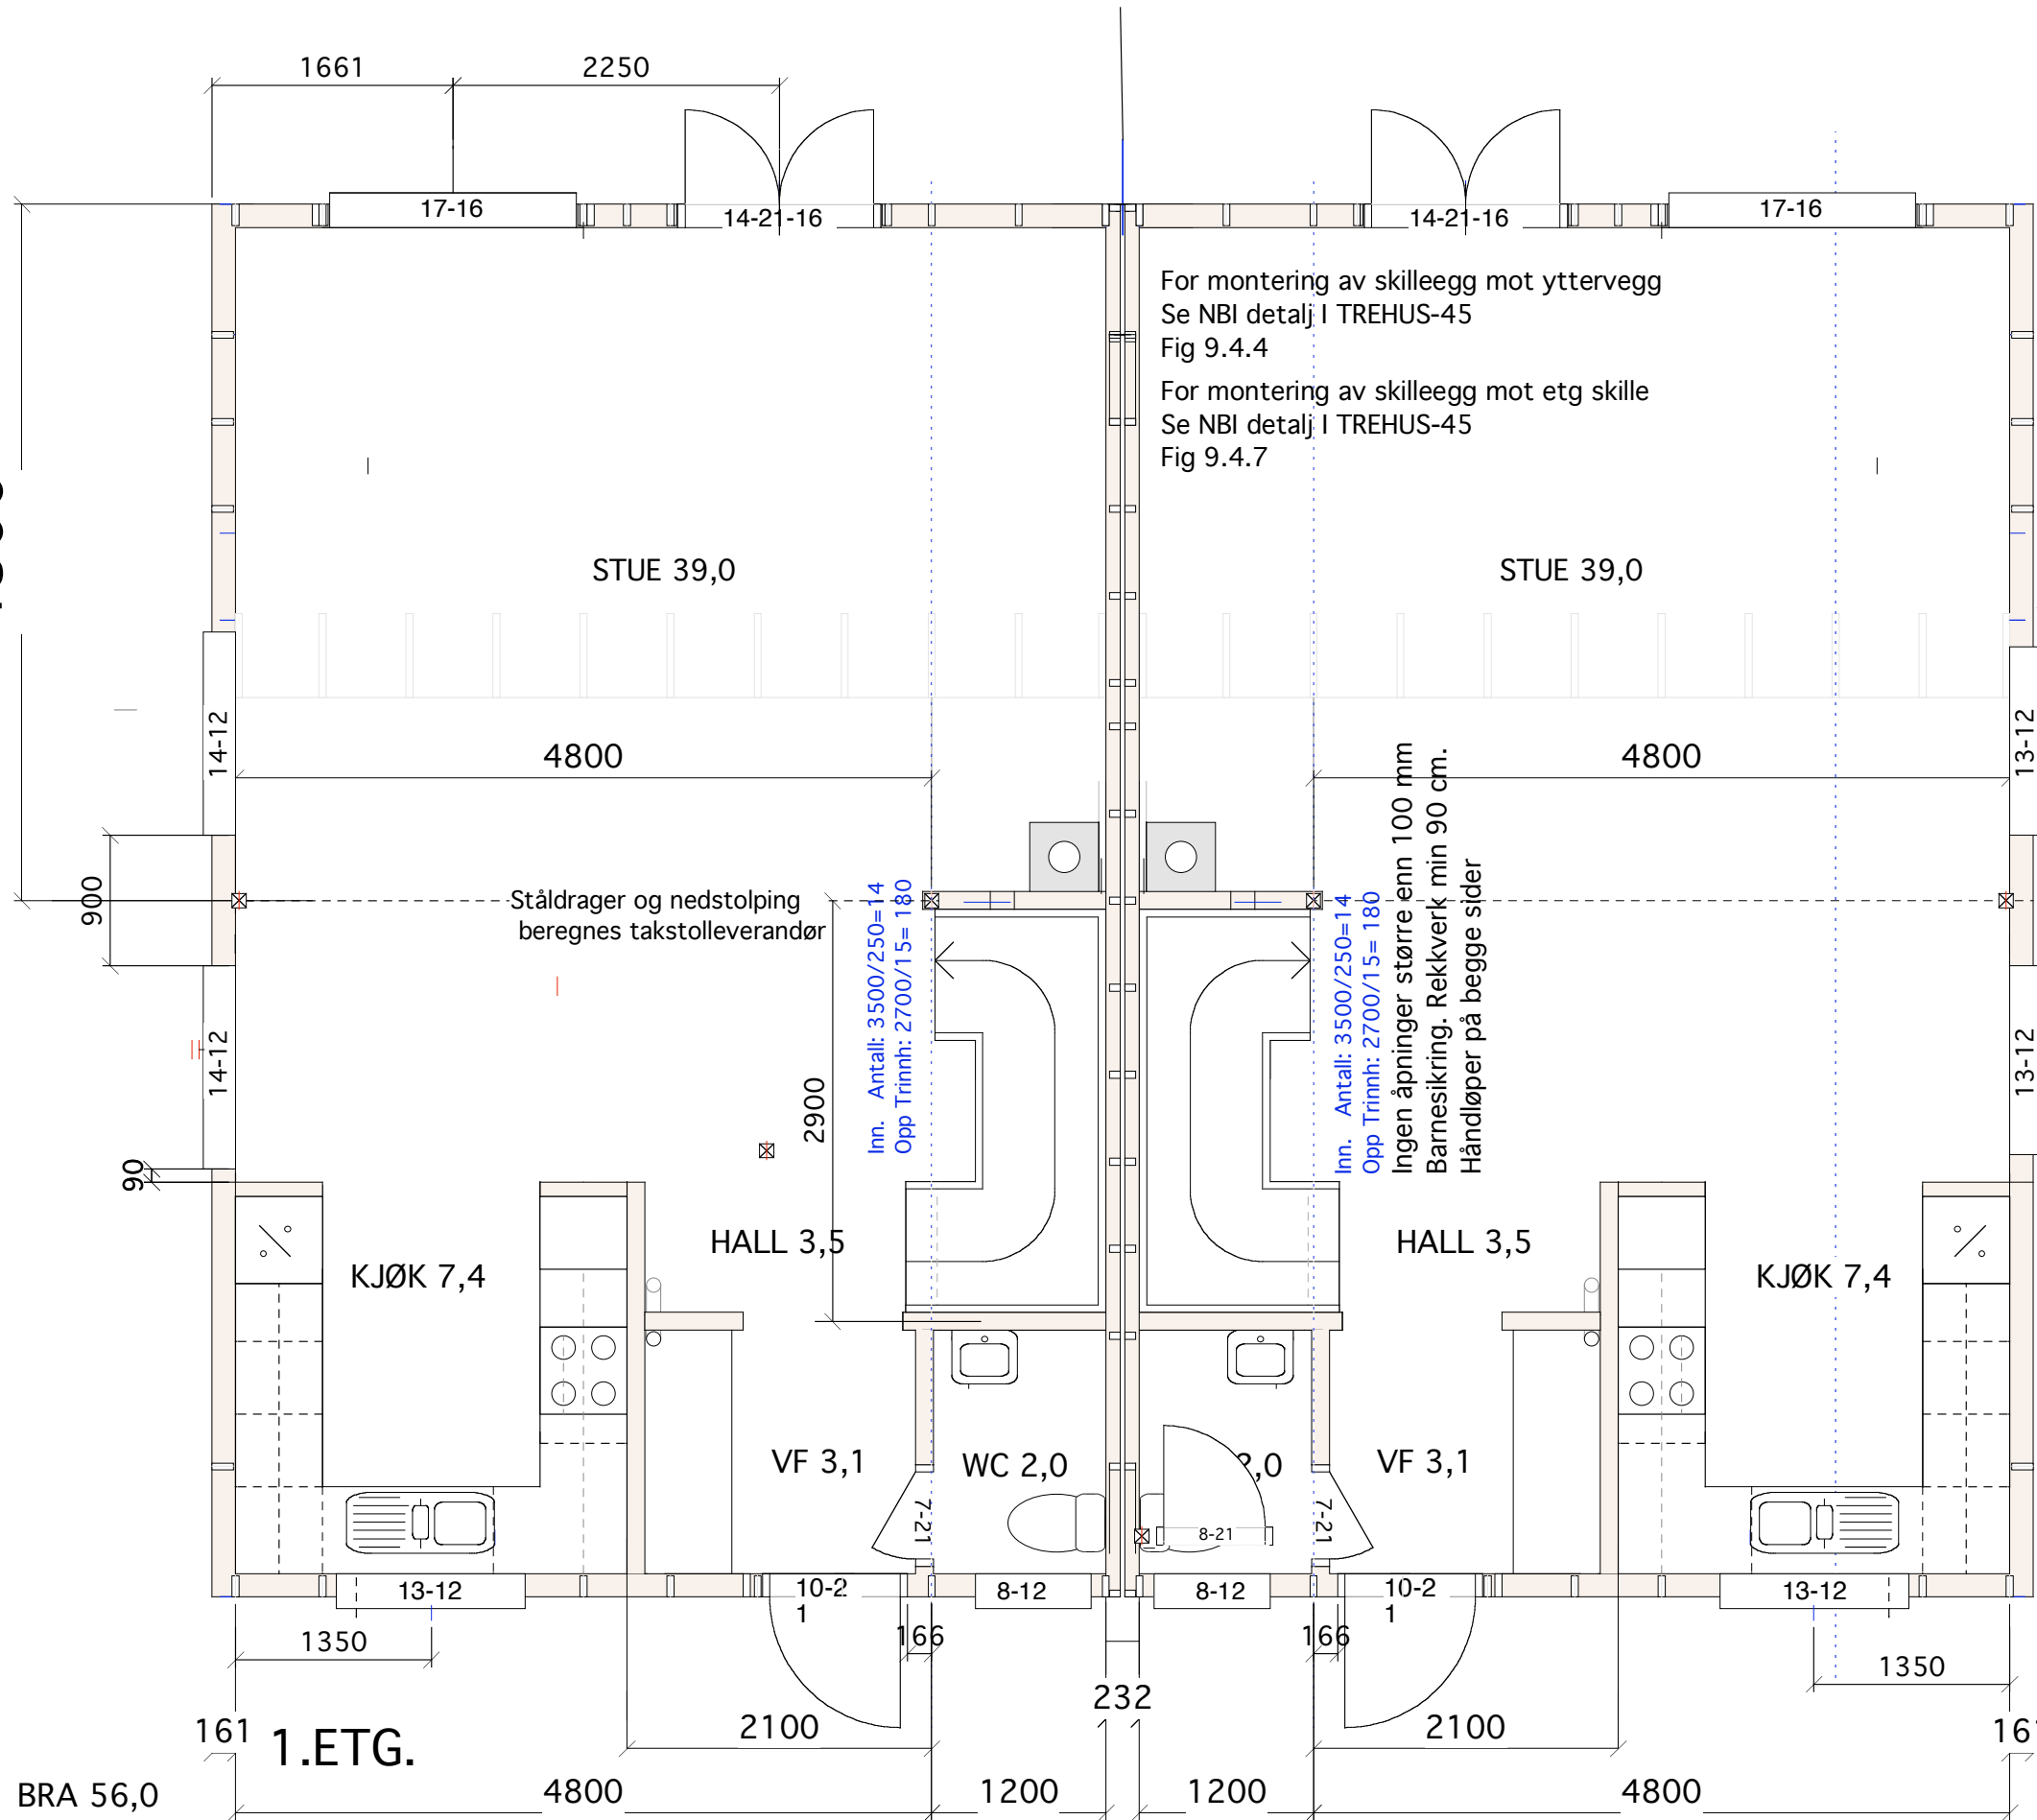 1661
2250
17-16
14-21-16
14-21-16
17-16
For montering av skilleegg mot yttervegg
Se NBI detalj I TREHUS-45
Fig 9.4.4
For montering av skilleegg mot etg skille
Se NBI detalj I TREHUS-45
Fig 9.4.7
STUE 39,0
STUE 39,0
14-12
13-12
4800
4800
900
Ståldrager og nedstolping
beregnes takstolleverandør
Inn. Antall: 3500/250=14
Opp Trinnh: 2700/15= 180
Inn. Antall: 3500/250=14
Opp Trinnh: 2700/15= 180
Ingen åpninger større enn 100 mm
Barnesikring. Rekkverk min 90 cm.
Håndløper på begge sider
14-12
13-12
2900
90
HALL 3,5
HALL 3,5
KJØK 7,4
KJØK 7,4
VF 3,1
WC 2,0
2,0
VF 3,1
7-21
8-21
7-21
13-12
10-2
1
8-12
8-12
10-2
1
13-12
1350
166
166
1350
232
161
1.ETG.
2100
2100
16
BRA 56,0
4800
1200
1200
4800